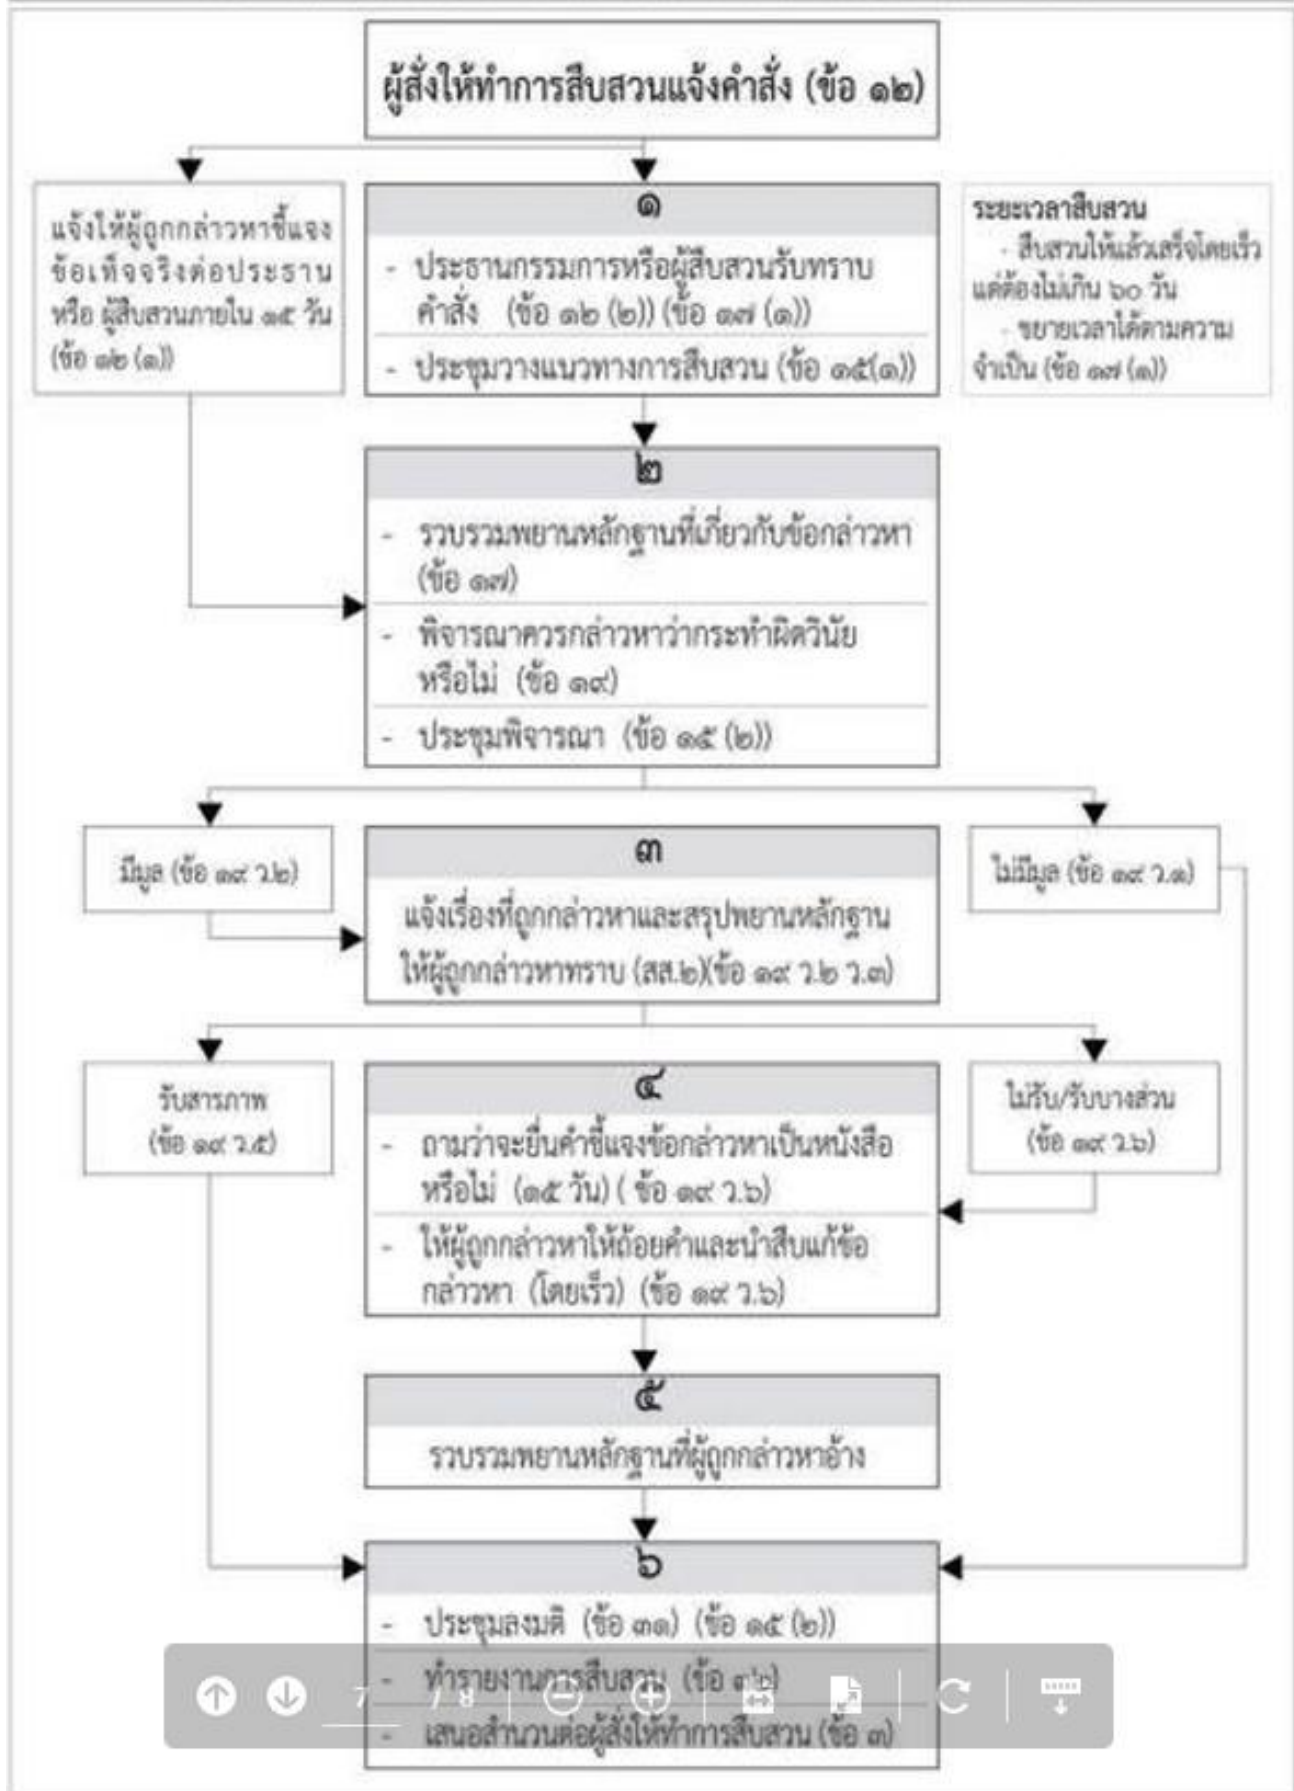 ผู้สั่งให้ทำการสืบสวนแจ้งคำสั่ง (ข้อ ๑๒)
แจ้งให้ผู้ถูกกล่าวหาชี้แจง
ข้อเท็จจริงต่อประธาน
หรือ ผู้สืบสวนภายใน ๑๕ วัน
(ข้อ ๑๒ (๑))
๑
- ประธานกรรมการหรือผู้สืบสวนรับทราบ
คำสั่ง (ข้อ ๑๒ (๒)) (ข้อ ๑๗ (๑))
- ประชุมวางแนวทางการสืบสวน (ข้อ ๑๕(๑))
ระยะเวลาสืบสวน
- สืบสวนให้แล้วเสร็จโดยเร็ว
แต่ต้องไม่เกิน ๖๐ วัน
- ขยายเวลาได้ตามความ
จำเป็น (ข้อ ๑๗ (๑))
๒
- รวบรวมพยานหลักฐานที่เกี่ยวกับข้อกล่าวหา
(ข้อ ๑๗)
- พิจารณาควรกล่าวหาว่ากระทำผิดวินัย
หรือไม่ (ข้อ ๑๙)
- ประชุมพิจารณา (ข้อ ๑๕ (๒))
มีมูล (ข้อ ๑๙ ว.๒)
๓
แจ้งเรื่องที่ถูกกล่าวหาและสรุปพยานหลักฐาน
ให้ผู้ถูกกล่าวหาทราบ (สส.๒)(ข้อ ๑๙ ว.๒ ว.๓)
ไม่มีมูล (ข้อ ๑๙ ว.๑)
รับสารภาพ
(ข้อ ๑๙ ว.๕)
๔
- ถามว่าจะยื่นคำชี้แจงข้อกล่าวหาเป็นหนังสือ
หรือไม่ (๑๕ วัน) ( ข้อ ๑๙ ว.๖)
- ให้ผู้ถูกกล่าวหาให้ถ้อยคำและนำสืบแก้ข้อ
กล่าวหา (โดยเร็ว) (ข้อ ๑๙ ว.๖)
ไม่รับ/รับบางส่วน
(ข้อ ๑๙ ว.๖)
๕
รวบรวมพยานหลักฐานที่ผู้ถูกกล่าวหาอ้าง
๖
- ประชุมลงมติ (ข้อ ๓๑) (ข้อ ๑๕ (๒))
- ทำรายงานการสืบสวน (ข้อ ๓๒)
7 / 8
- เสนอสำนวนต่อผู้สั่งให้ทำการสืบสวน (ข้อ ๓)